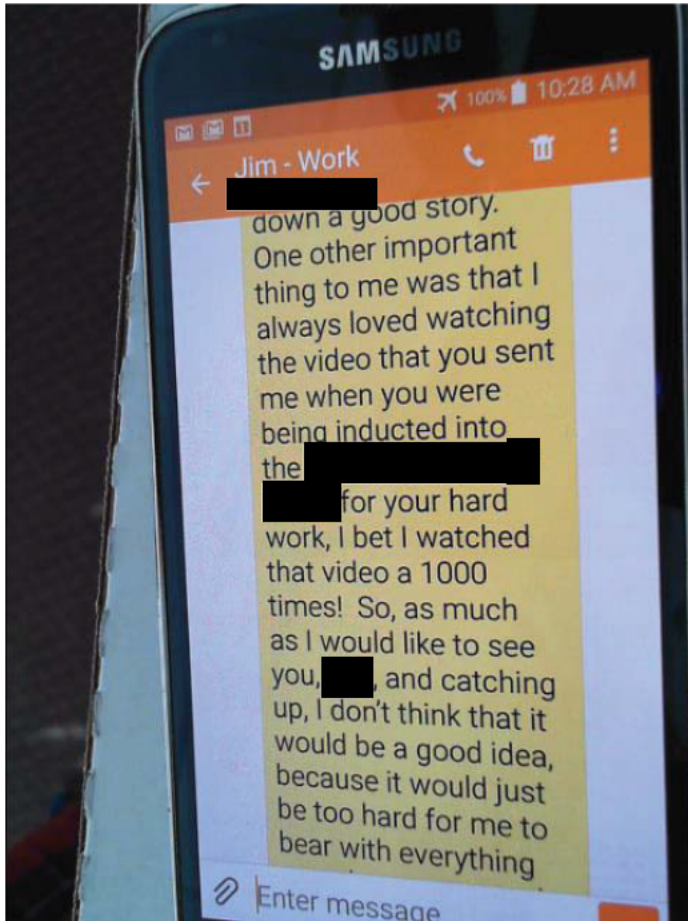 SAMSUNG
100% 10:28 AM
Jim - Work
down a good story.
One other important
thing to me was that I
always loved watching
the video that you sent
me when you were
being inducted into
the
for your hard
work, I bet I watched
that video a 1000
times! So, as much
as I would like to see
you, , and catching
up, I don't think that it
would be a good idea,
because it would just
be too hard for me to
bear with everything
Enter message